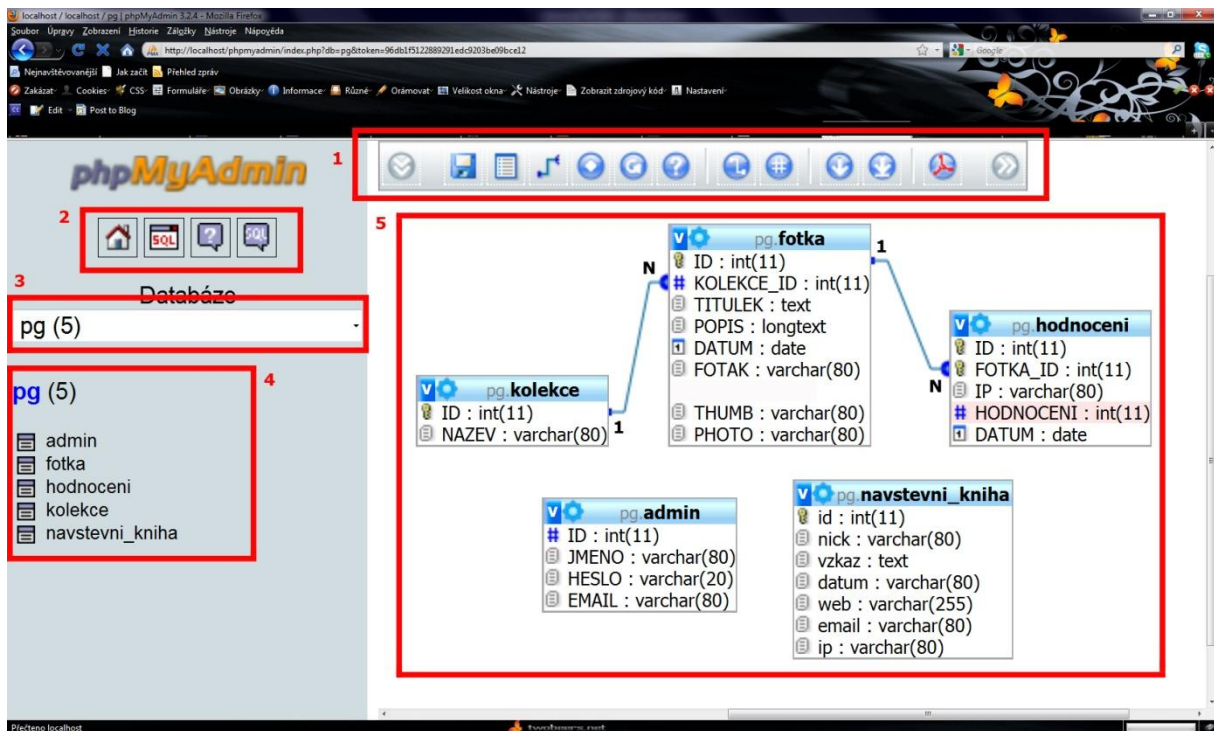 localhost / localhost / pg | phpMyAdmin 3.2.4 - Mozilla Firefox
Soubor Úpravy Zobrazení Historie Záložky Nástroje Nápověda
http://localhost/phpmyadmin/index.php?db=pg&token=96db1f5122889291edc9203be09bce12
Google
Nejnavštěvovanější Jak začít Přehled zpráv
Zakázat Cookies CSS Formuláře Obrázky Informace Různé Orámovat Velikost okna Nástroje Zobrazit zdrojový kód Nastavení
Edit Post to Blog
phpMyAdmin
1
2
SQL
SQL
3
Databáze
pg (5)
4
pg (5)
admin
fotka
hodnoceni
kolekce
navstevni_kniha
5
pg.fotka
ID : int(11)
KOLEKCE_ID : int(11)
TITULEK : text
POPIS : longtext
DATUM : date
FOTAK : varchar(80)
THUMB : varchar(80)
PHOTO : varchar(80)
N
1
pg.kolekce
ID : int(11)
NAZEV : varchar(80)
1
pg.hodnoceni
ID : int(11)
FOTKA_ID : int(11)
IP : varchar(80)
HODNOCENI : int(11)
DATUM : date
N
pg.admin
ID : int(11)
JMENO : varchar(80)
HESLO : varchar(20)
EMAIL : varchar(80)
pg.navstevni_kniha
id : int(11)
nick : varchar(80)
vzkaz : text
datum : varchar(80)
web : varchar(255)
email : varchar(80)
ip : varchar(80)
Přečteno localhost